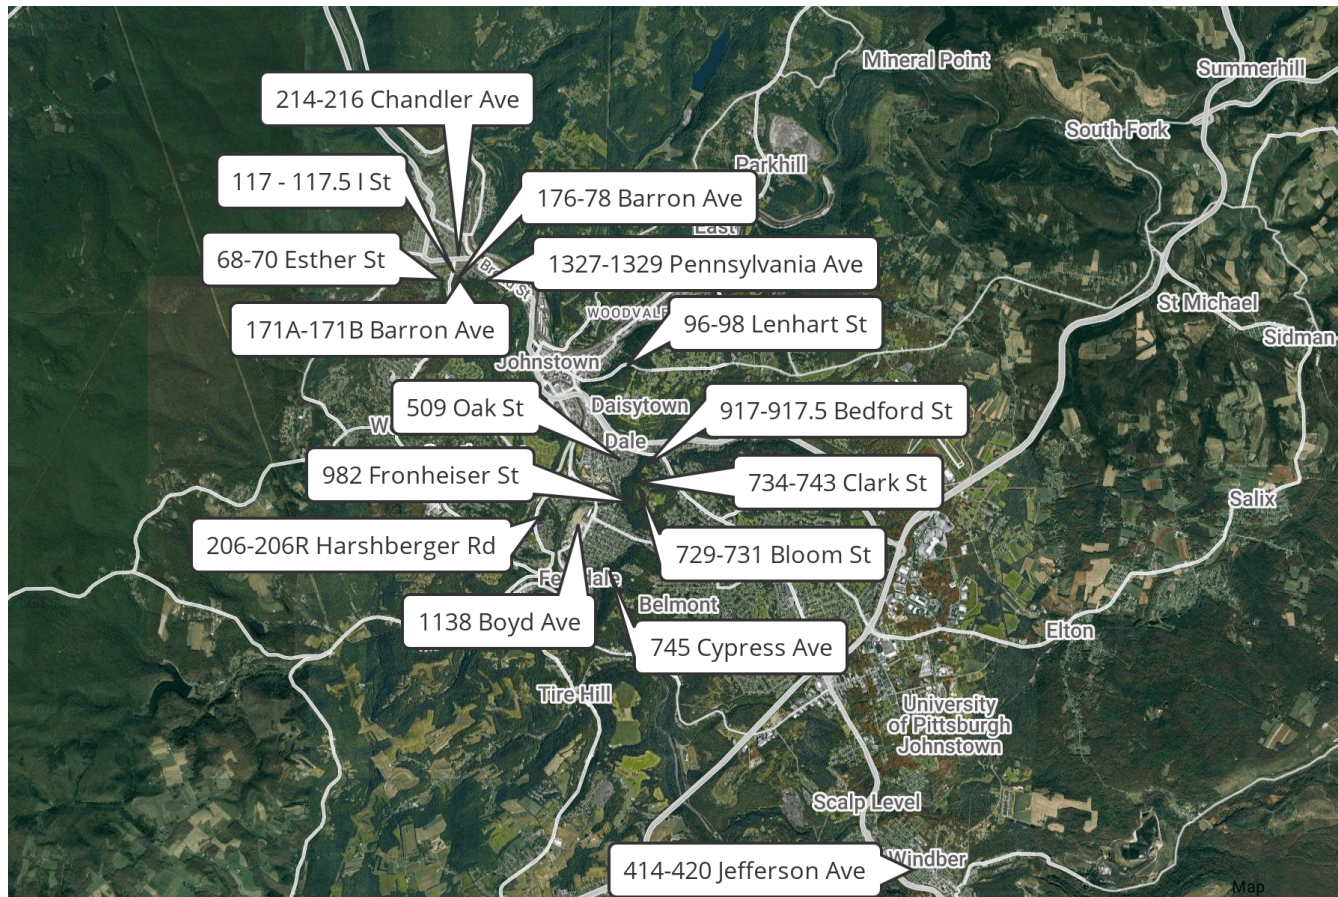 Mineral Point
Summerhill
214-216 Chandler Ave
South Fork
Parkhill
117 - 117.5 I St
176-78 Barron Ave
East
68-70 Esther St
1327-1329 Pennsylvania Ave
171A-171B Barron Ave
96-98 Lenhart St
St Michael
Sidman
Johnstown
509 Oak St
Daisytown
917-917.5 Bedford St
Dale
982 Fronheiser St
734-743 Clark St
Salix
206-206R Harshberger Rd
729-731 Bloom St
Belmont
1138 Boyd Ave
Elton
745 Cypress Ave
Tire Hill
University
of Pittsburgh
Johnstown
Scalp Level
414-420 Jefferson Ave
Windber
Map